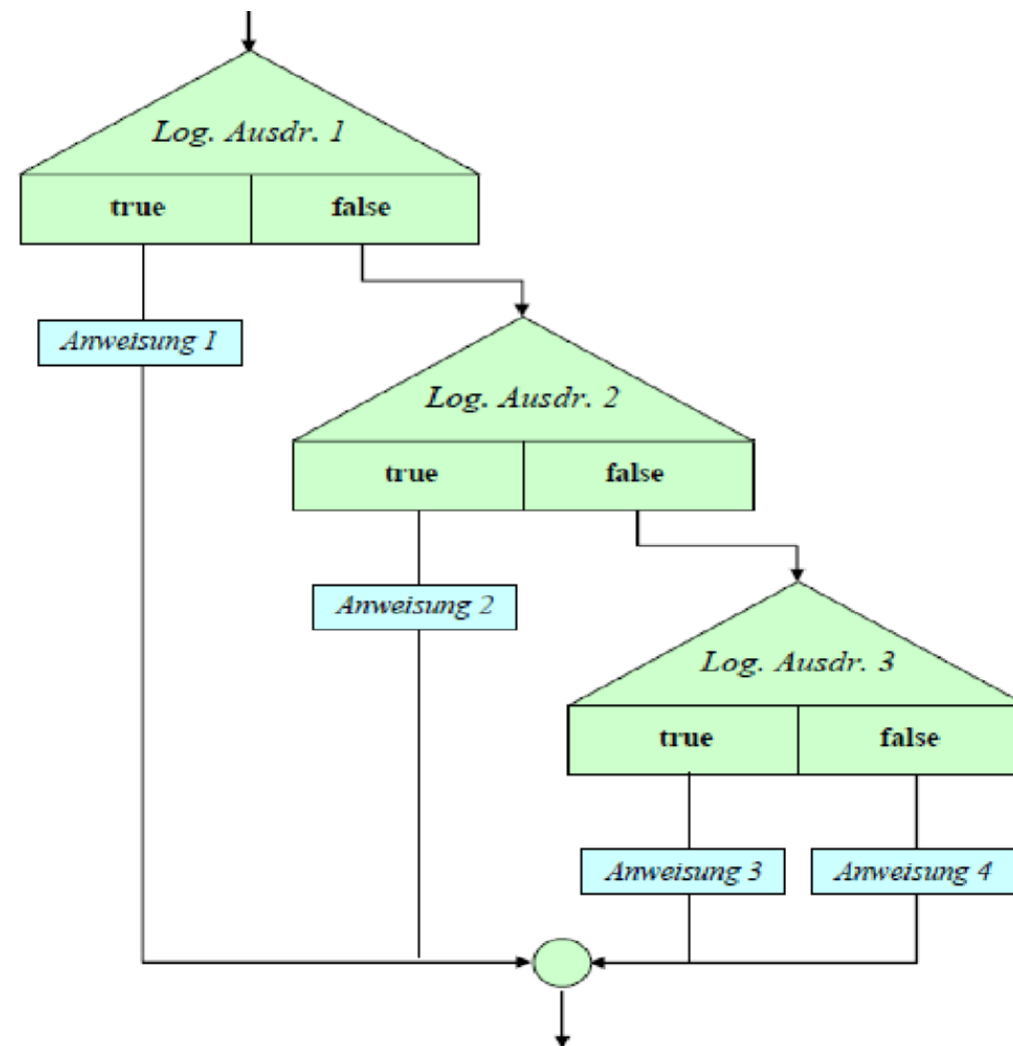 Log. Ausdr. 1
true false
Anweisung 1
Log. Ausdr. 2
true false
Anweisung 2
Log. Ausdr. 3
true false
Anweisung 3 Anweisung 4